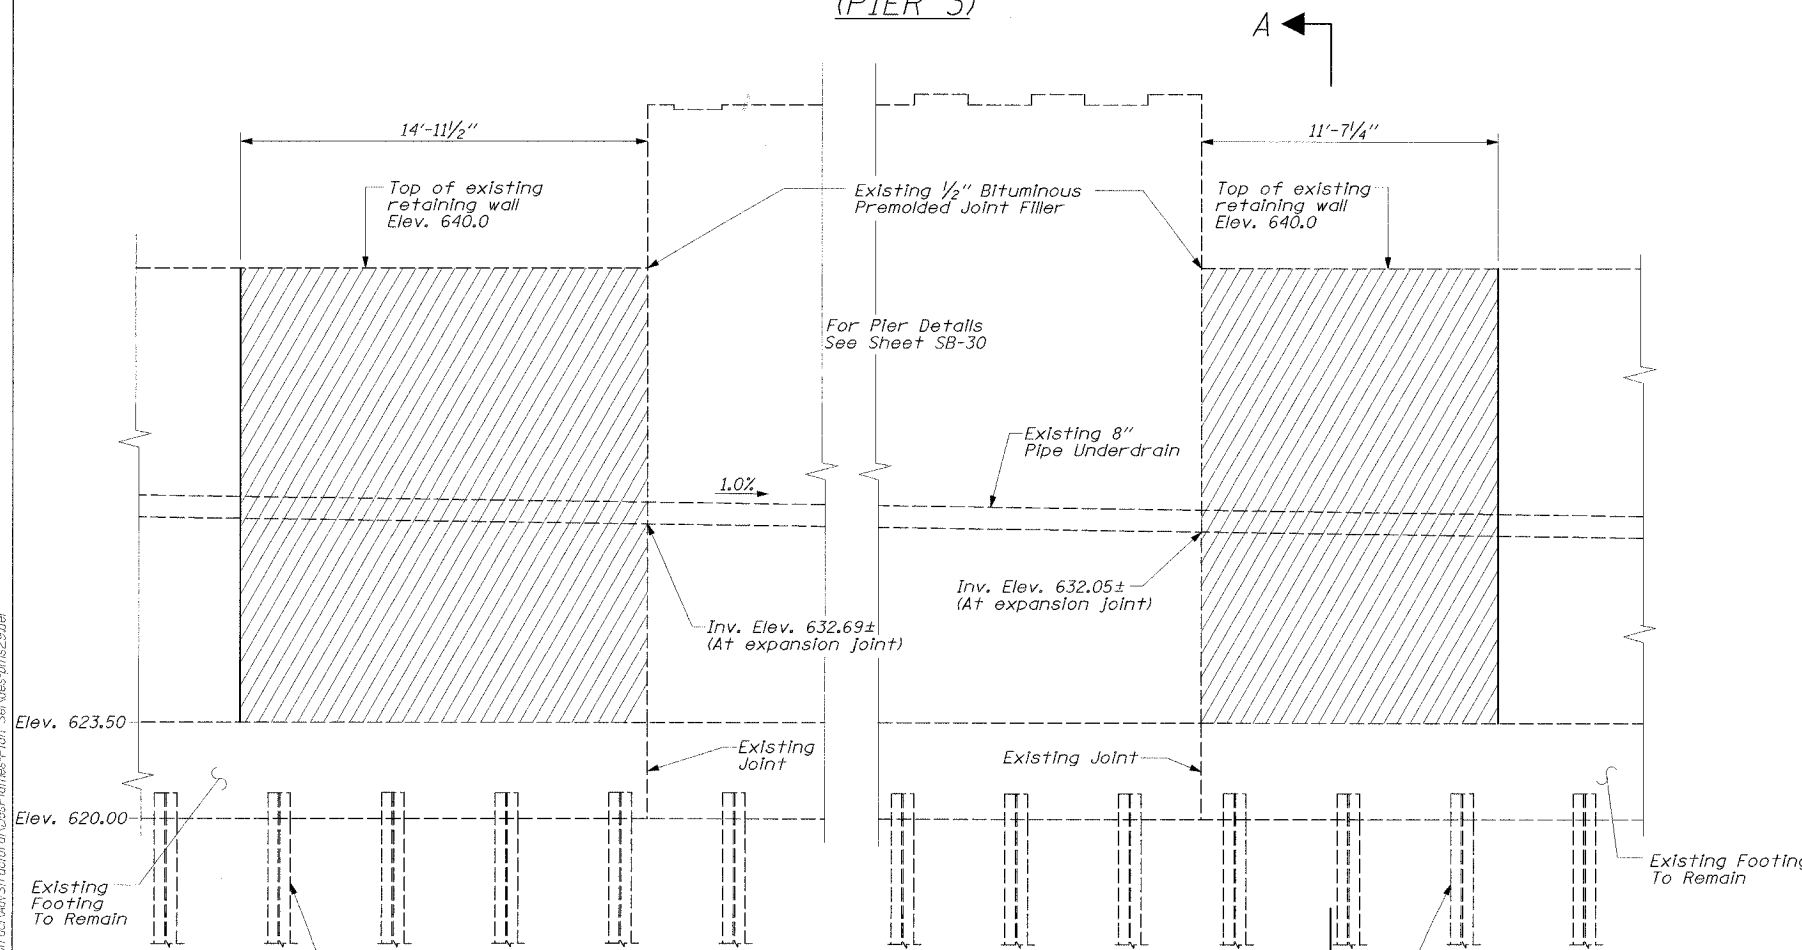 (PIER 3)
A
14'-11½"
11'-7¼"
Top of existing
retaining wall
Elev. 640.0
Existing ½" Bituminous
Premolded Joint Filler
Top of existing
retaining wall
Elev. 640.0
For Pier Details
See Sheet SB-30
Existing 8"
Pipe Underdrain
1.0%
Inv. Elev. 632.05±
(At expansion joint)
Inv. Elev. 632.69±
(At expansion joint)
Elev. 623.50
Existing
Joint
Existing Joint
Elev. 620.00
Existing
Footing
To Remain
Existing Footing
To Remain